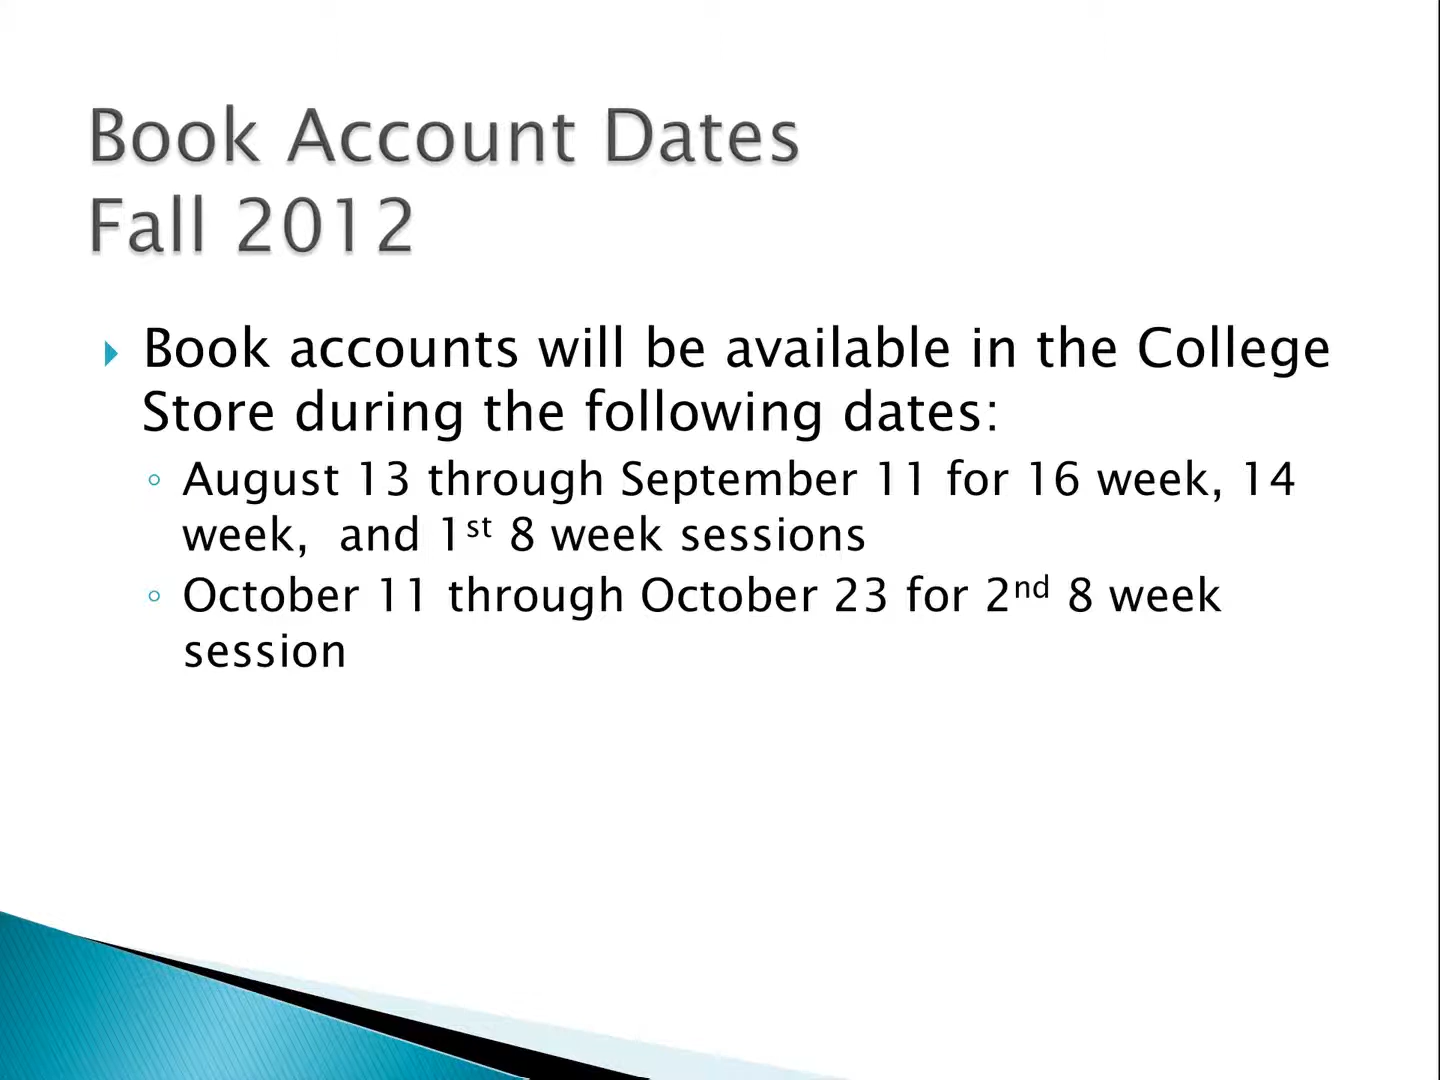 Book Account Dates
Fall 2012
Book accounts will be available in the College
Store during the following dates:
August 13 through September 11 for 16 week, 14
week,  and 1st 8 week sessions
October 11 through October 23 for 2nd 8 week
session